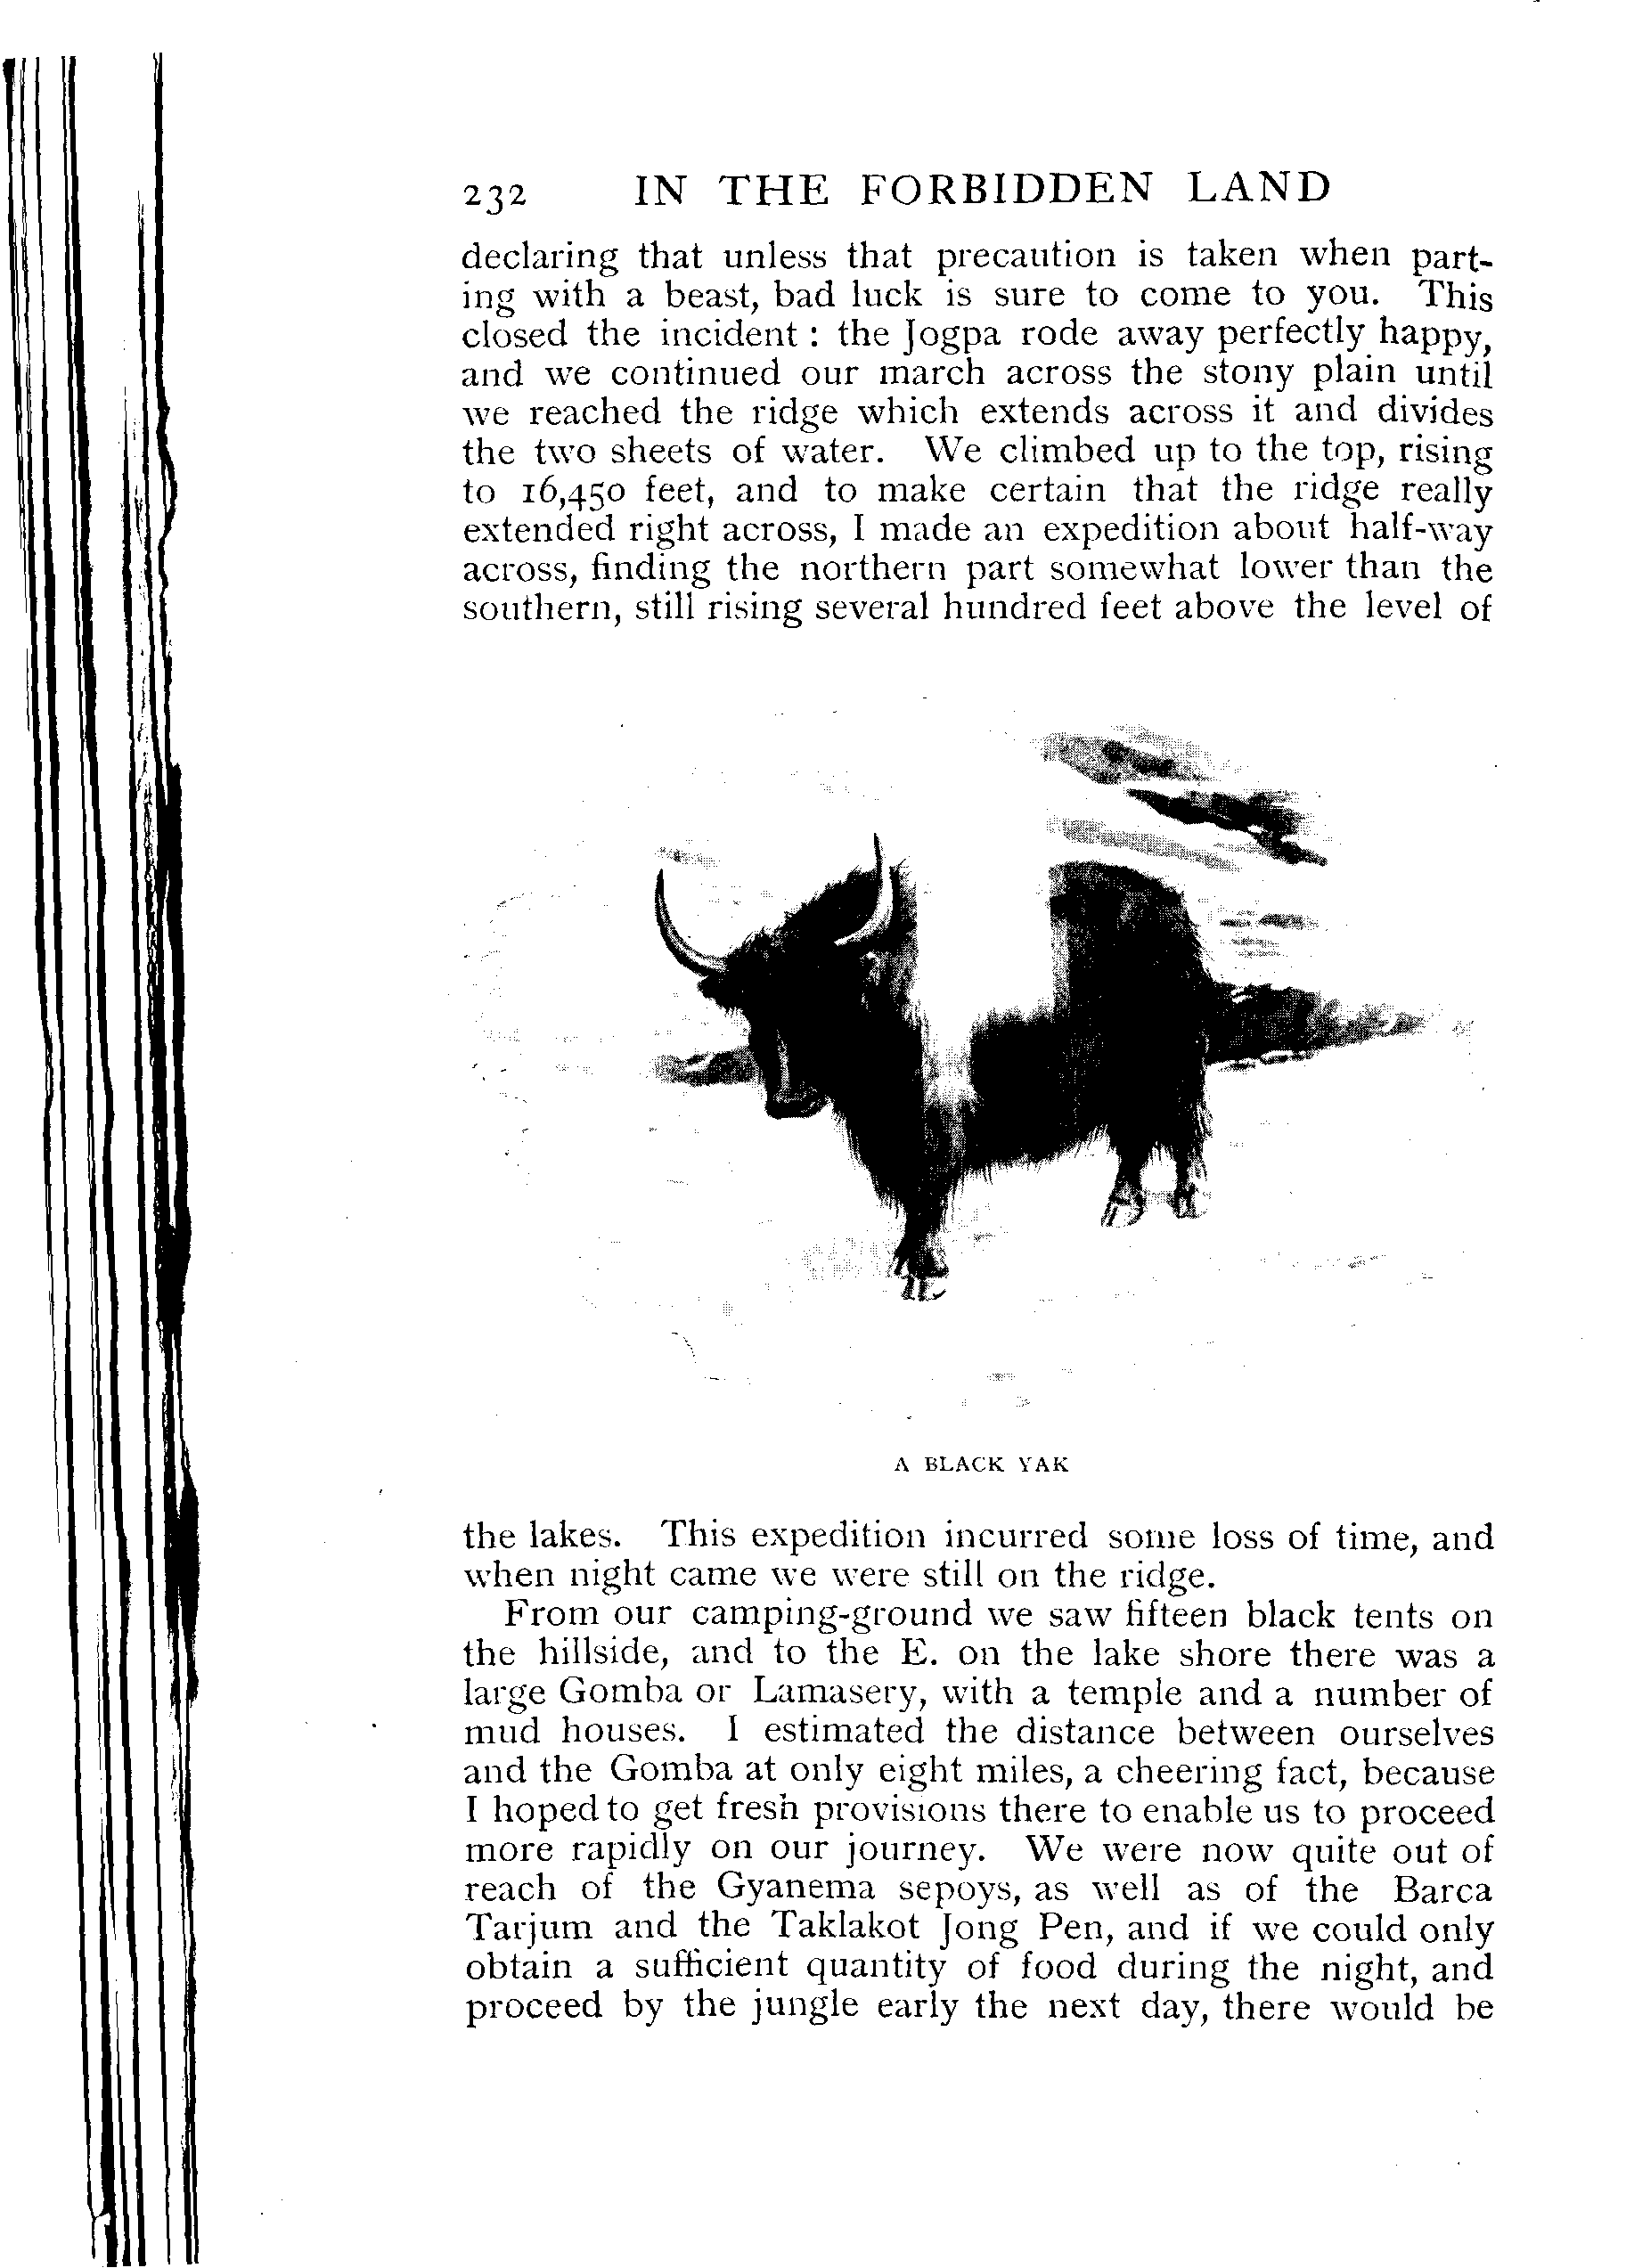 232 IN THE FORBIDDEN LAND
declaring that unless that precaution is taken when part-
ing with a beast, bad luck is sure to come to you. This
closed the incident : the Jogpa rode away perfectly happy,
and we continued our march across the stony plain until
we reached the ridge which extends across it and divides
the two sheets of water. We climbed up to the top, rising
to 16,450 feet, and to make certain that the ridge really
extended right across, I made an expedition about half-way
across, finding the northern part somewhat lower than the
southern, still rising several hundred feet above the level of
A BLACK YAK
the lakes. This expedition incurred some loss of time, and
when night came we were still on the ridge.
From our camping-ground we saw fifteen black tents on
the hillside, and to the E. on the lake shore there was a
large Gomba or Lamasery, with a temple and a number of
mud houses. I estimated the distance between ourselves
and the Gomba at only eight miles, a cheering fact, because
I hoped to get fresh provisions there to enable us to proceed
more rapidly on our journey. We were now quite out of
reach of the Gyanema sepoys, as well as of the Barca
Tarjum and the Taklakot Jong Pen, and if we could only
obtain a sufficient quantity of food during the night, and
proceed by the jungle early the next day, there would be